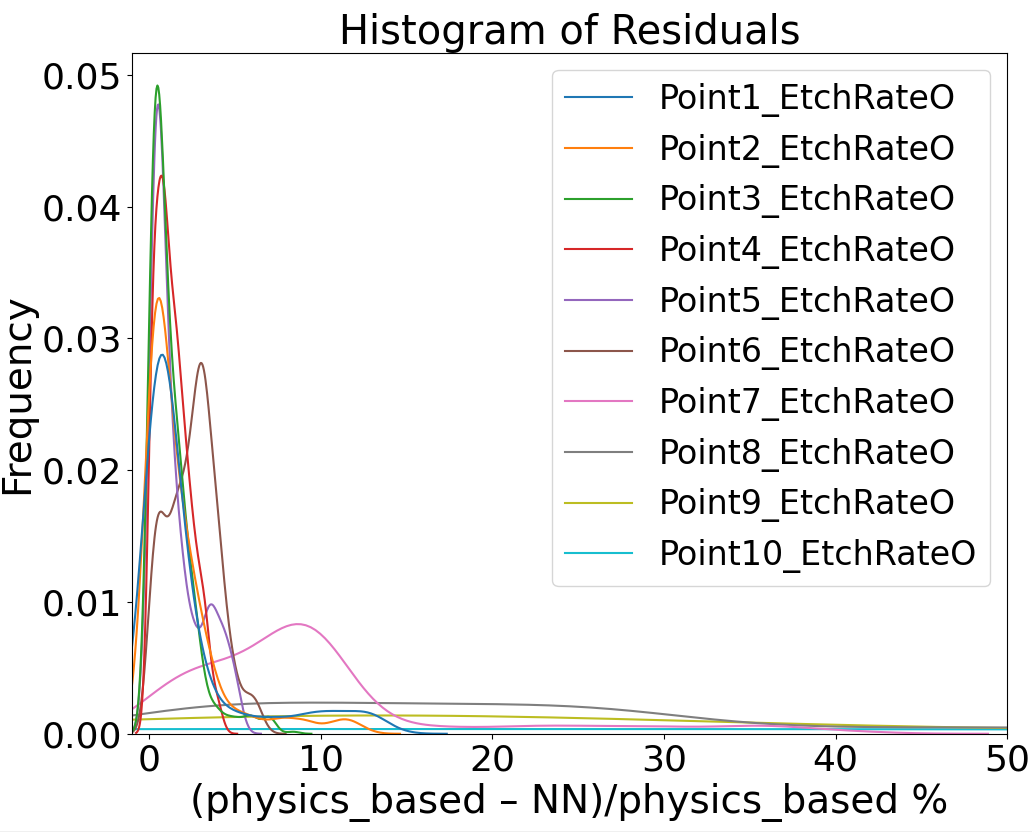 Histogram of Residuals
0.05
0.04
0.03
0.02
0.01
0.00
Frequency
Point1_EtchRateO
Point2_EtchRateO
Point3_EtchRateO
Point4_EtchRateO
Point5_EtchRateO
Point6_EtchRateO
Point7_EtchRateO
Point8_EtchRateO
Point9_EtchRateO
Point10_EtchRateO
0 10 20 30 40 50
(physics_based – NN)/physics_based %